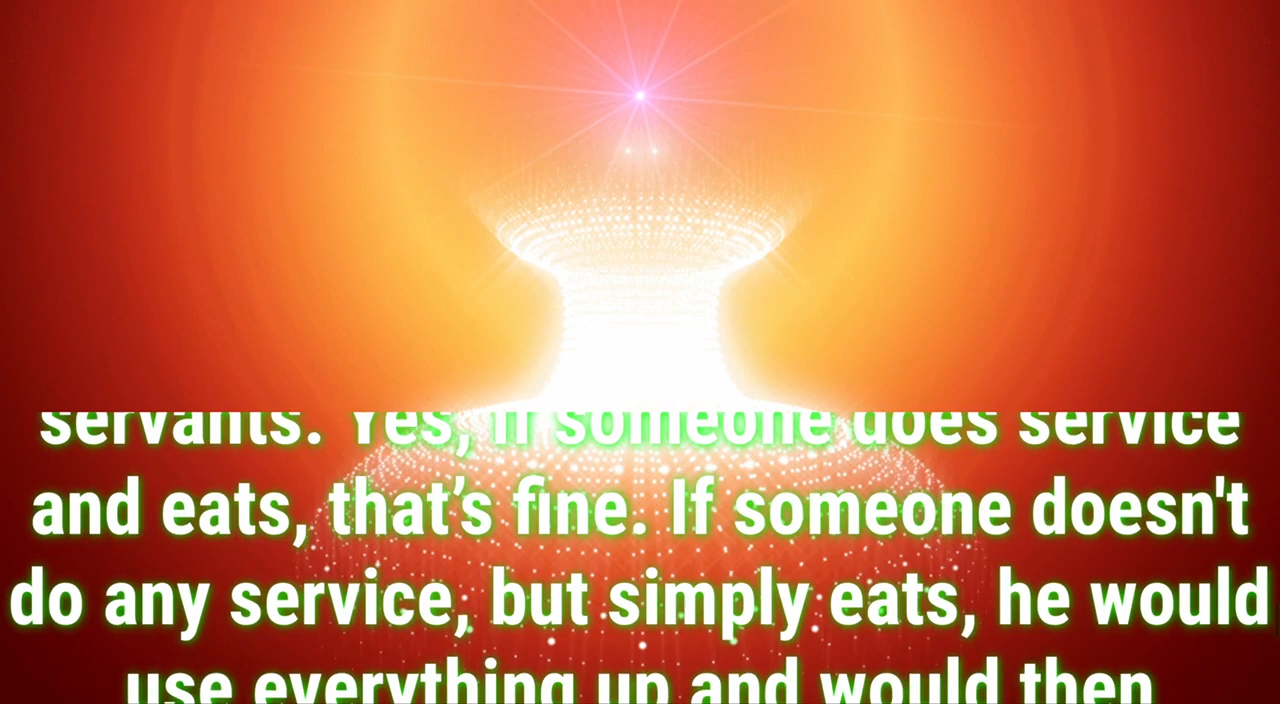 servants. Yes, if someone does service
and eats, that’s fine. If someone doesn't
do any service, but simply eats, he would
use everything up and would then